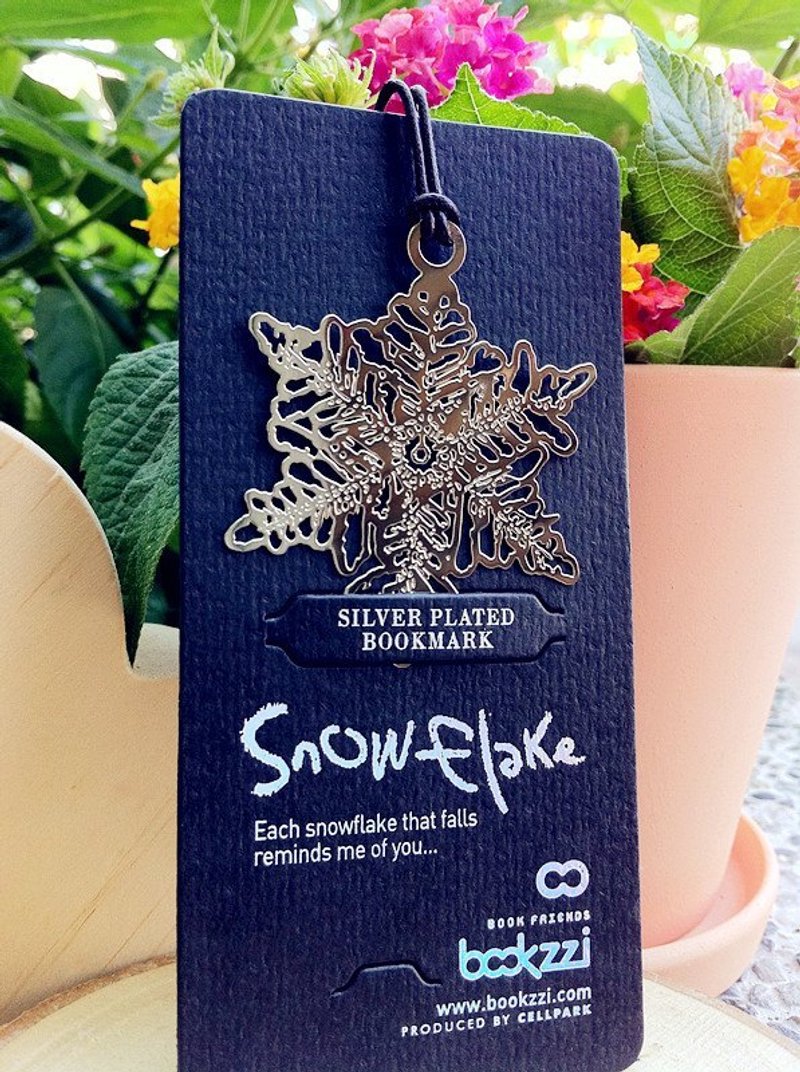 SILVER PLATED
BOOKMARK
Snowflake
Each snowflake that falls
reminds me of you...
BOOK FRIENDS
bookzzi
www.bookzzi.com
PRODUCED BY CELLPARK